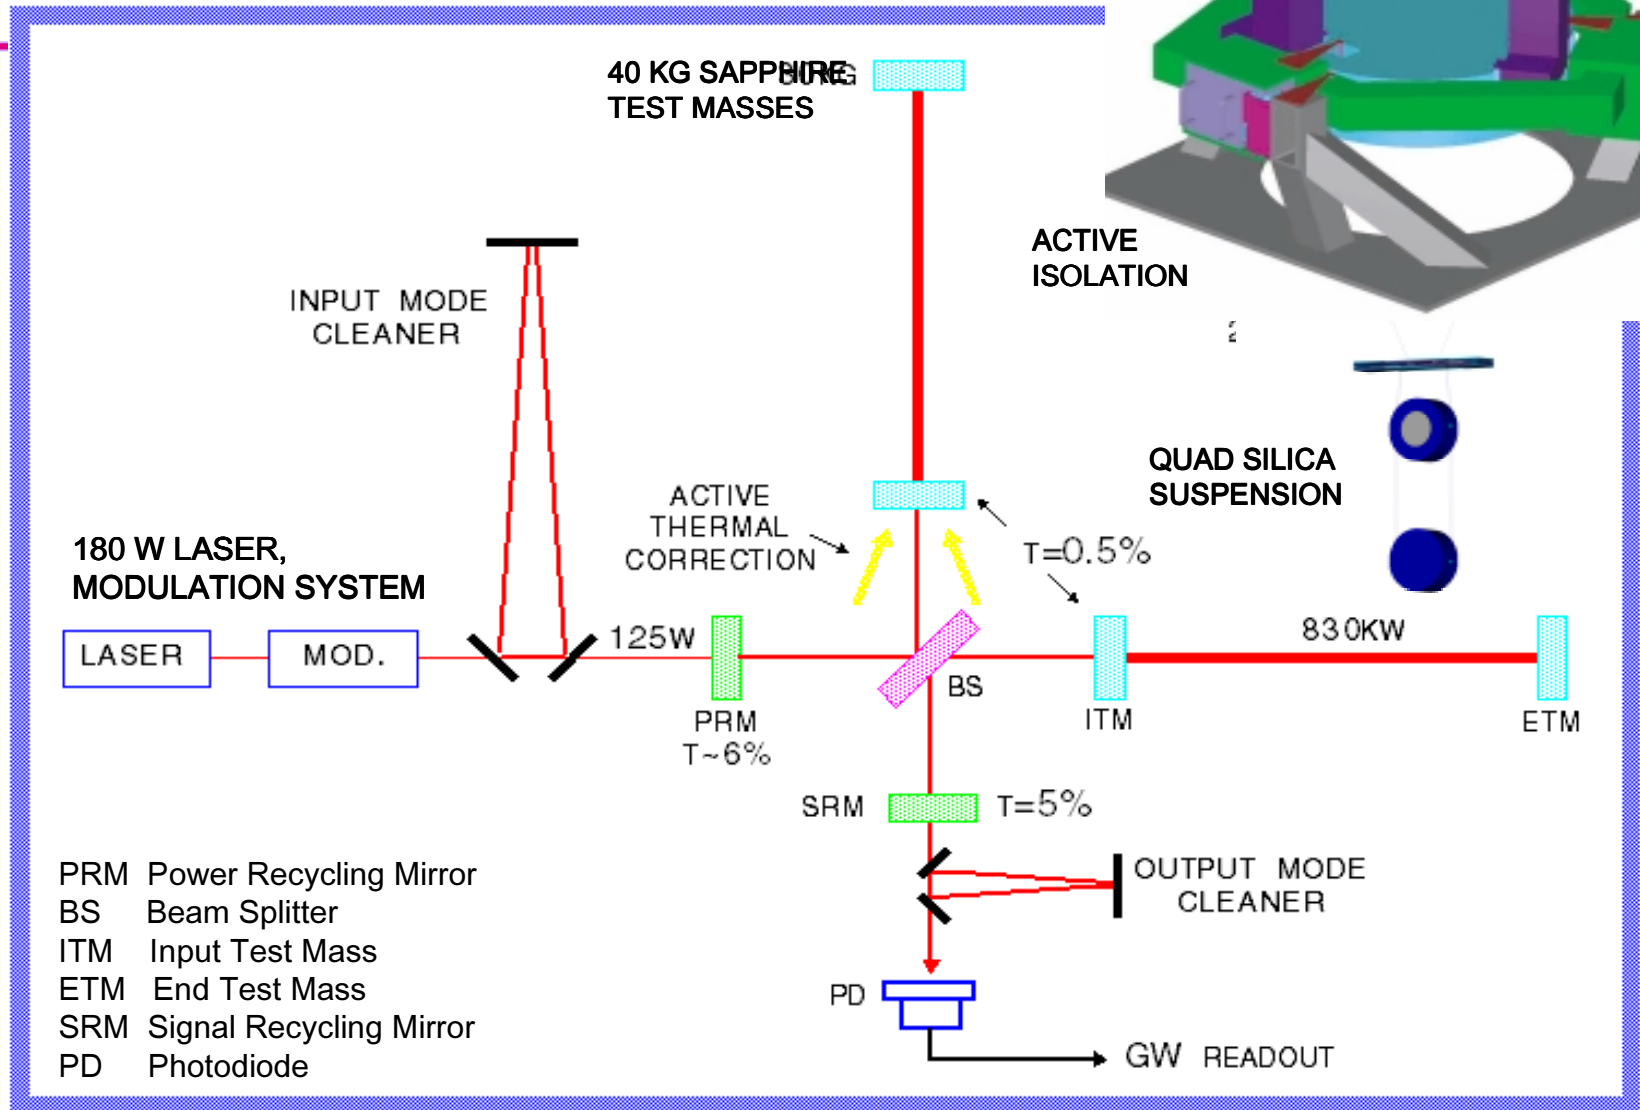 40 KG SAPPHIRE
TEST MASSES
ACTIVE
ISOLATION
INPUT MODE
CLEANER
QUAD SILICA
SUSPENSION
ACTIVE
THERMAL
CORRECTION
T=0.5%
180 W LASER,
MODULATION SYSTEM
LASER
MOD.
125W
830KW
BS
PRM
T~6%
ITM
ETM
SRM
T=5%
OUTPUT MODE
CLEANER
PD
GW READOUT
PRM Power Recycling Mirror
BS Beam Splitter
ITM Input Test Mass
ETM End Test Mass
SRM Signal Recycling Mirror
PD Photodiode